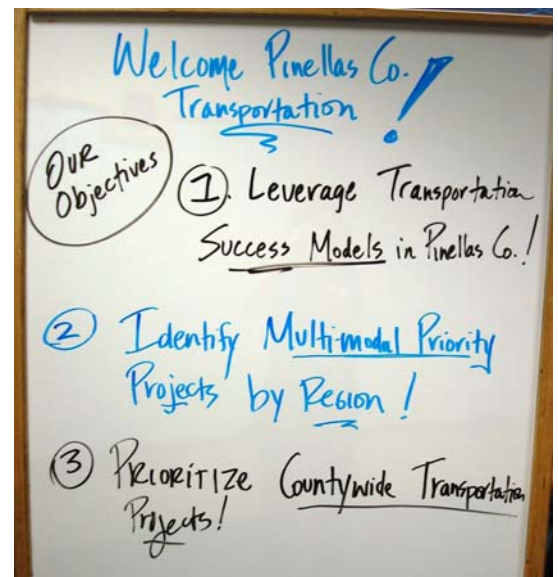 Welcome Pinellas Co.
Transportation !
OUR
Objectives
1. Leverage Transportation
Success Models in Pinellas Co.!
2 Identify Multi-modal Priority
Projects by Region !
3 PRIORITIZE Countywide Transportation
Projects!